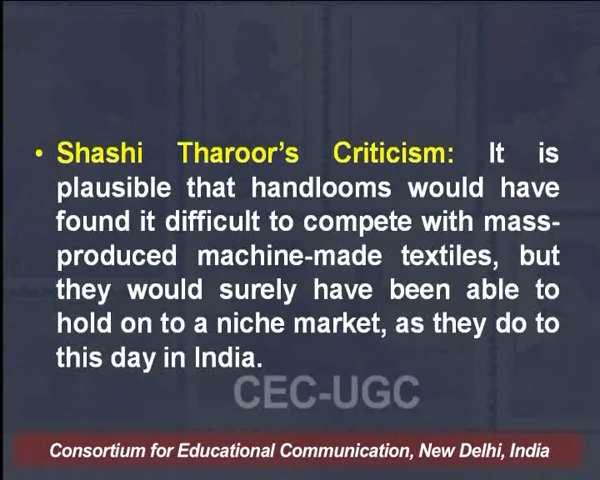 • Shashi Tharoor's Criticism: It is
plausible that handlooms would have
found it difficult to compete with mass-
produced machine-made textiles, but
they would surely have been able to
hold on to a niche market, as they do to
this day in India.
CEC-UGC
Consortium for Educational Communication, New Delhi, India